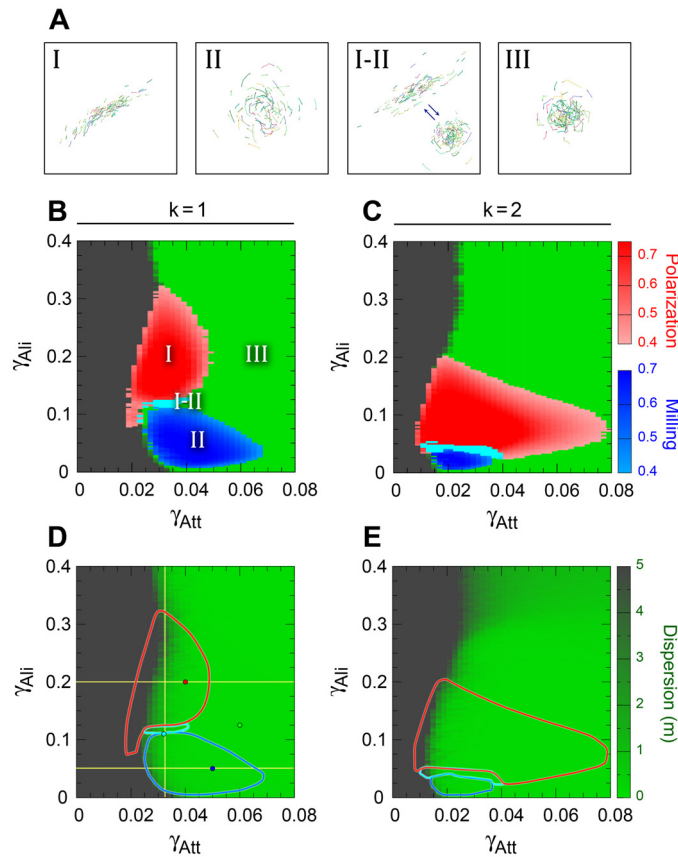 A
I II I-II III
B k = 1 C k = 2
0.4 0.4
0.3 0.3
0.2 0.2
0.1 0.1
0 0
γAli γAli
I III
I-II
II
0.7
0.6
0.5
0.4
Polarization
0.7
0.6
0.5
0.4
Milling
0 0.02 0.04 0.06 0.08 0 0.02 0.04 0.06 0.08
γAtt γAtt
D E
0.4 0.4
0.3 0.3
0.2 0.2
0.1 0.1
0 0
γAli γAli
5
4
3
2
1
0
Dispersion (m)
0 0.02 0.04 0.06 0.08 0 0.02 0.04 0.06 0.08
γAtt γAtt